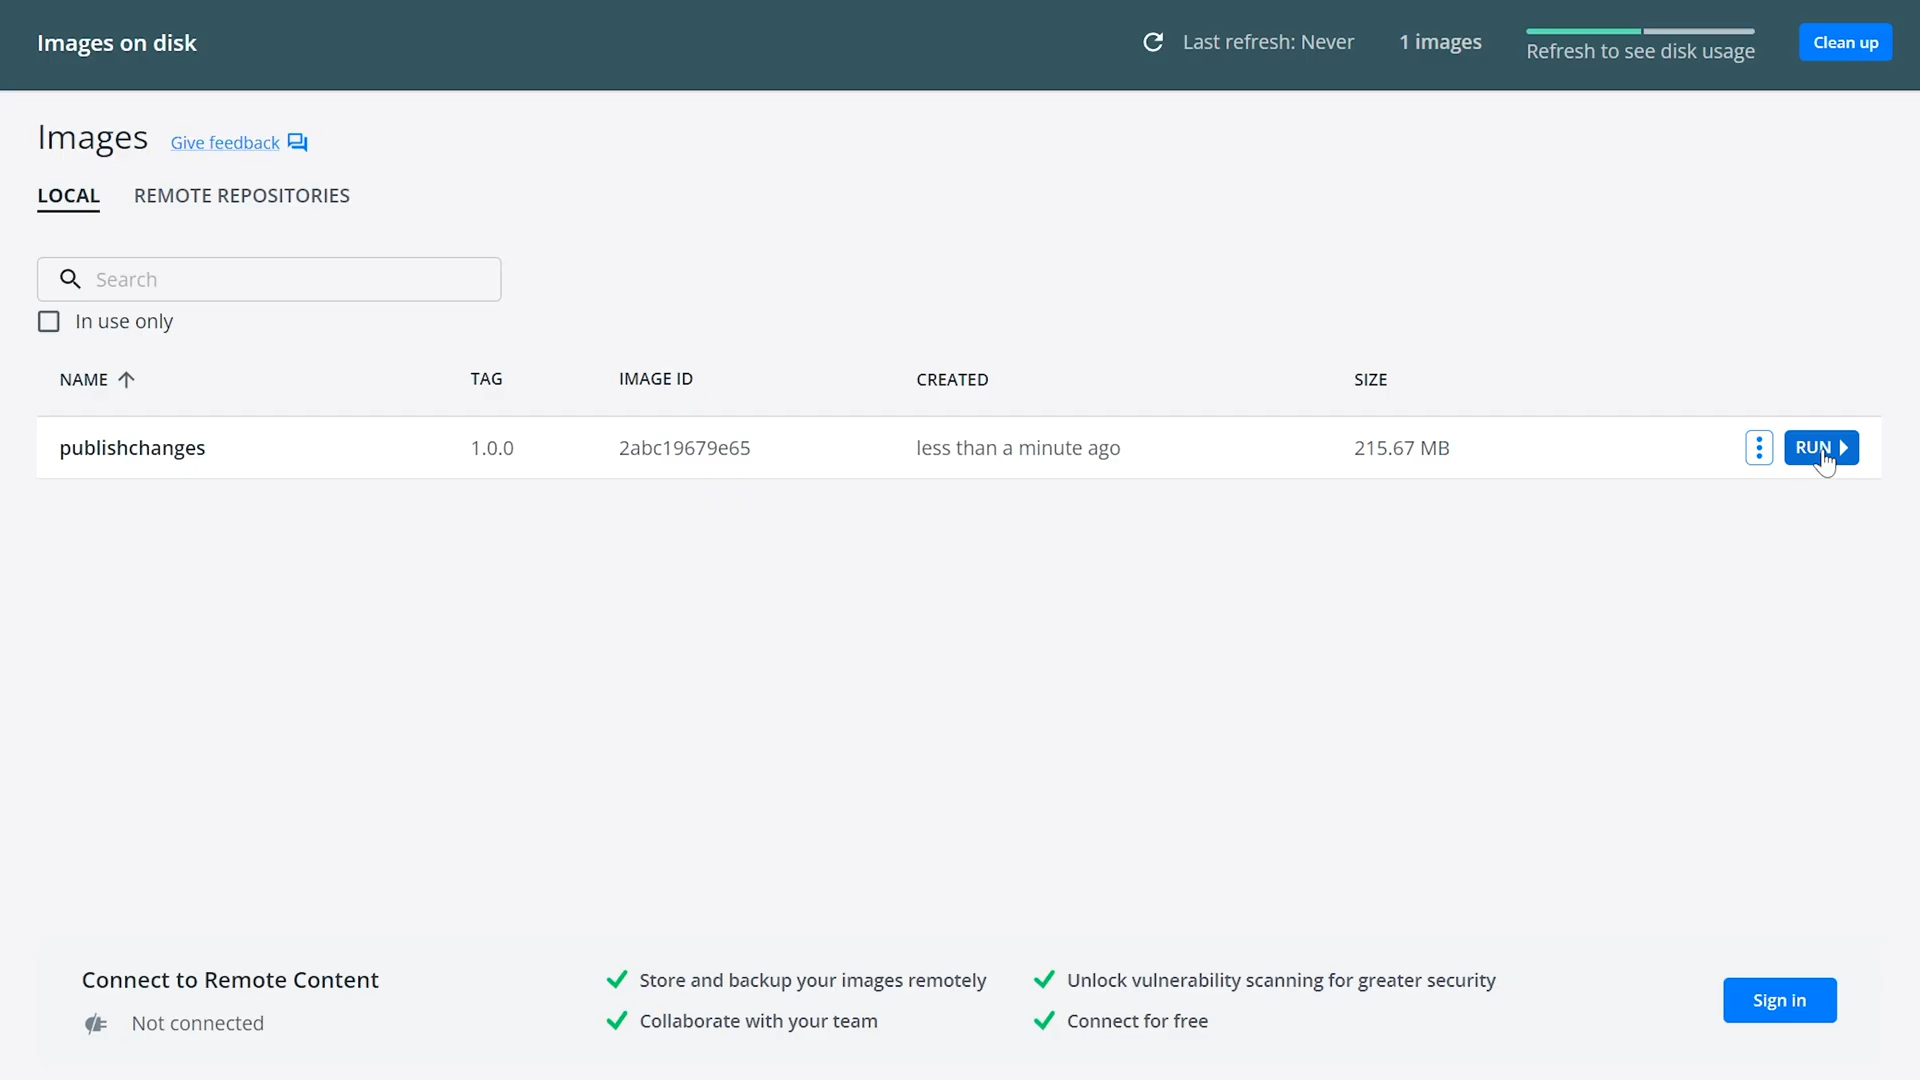 Images on disk
Last refresh: Never
1 images
Refresh to see disk usage
Clean up
Images
Give feedback
LOCAL
REMOTE REPOSITORIES
Search
In use only
NAME
TAG
IMAGE ID
CREATED
SIZE
publishchanges
1.0.0
2abc19679e65
less than a minute ago
215.67 MB
RUN
Connect to Remote Content
Not connected
Store and backup your images remotely
Collaborate with your team
Unlock vulnerability scanning for greater security
Connect for free
Sign in